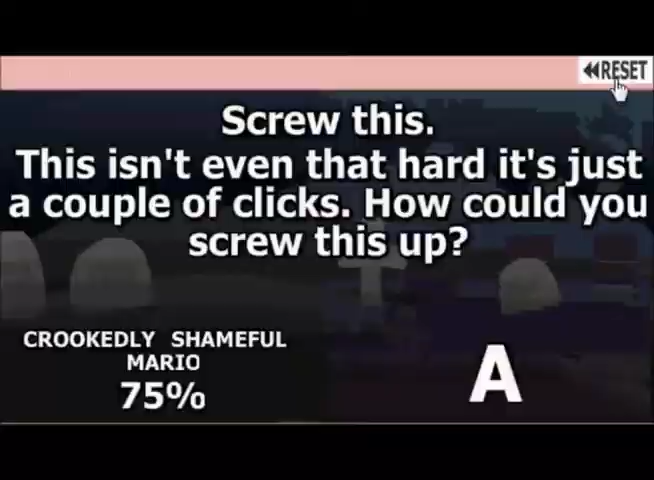 RESET
Screw this.
This isn't even that hard it's just
a couple of clicks. How could you
screw this up?
CROOKEDLY SHAMEFUL
MARIO
75%
A